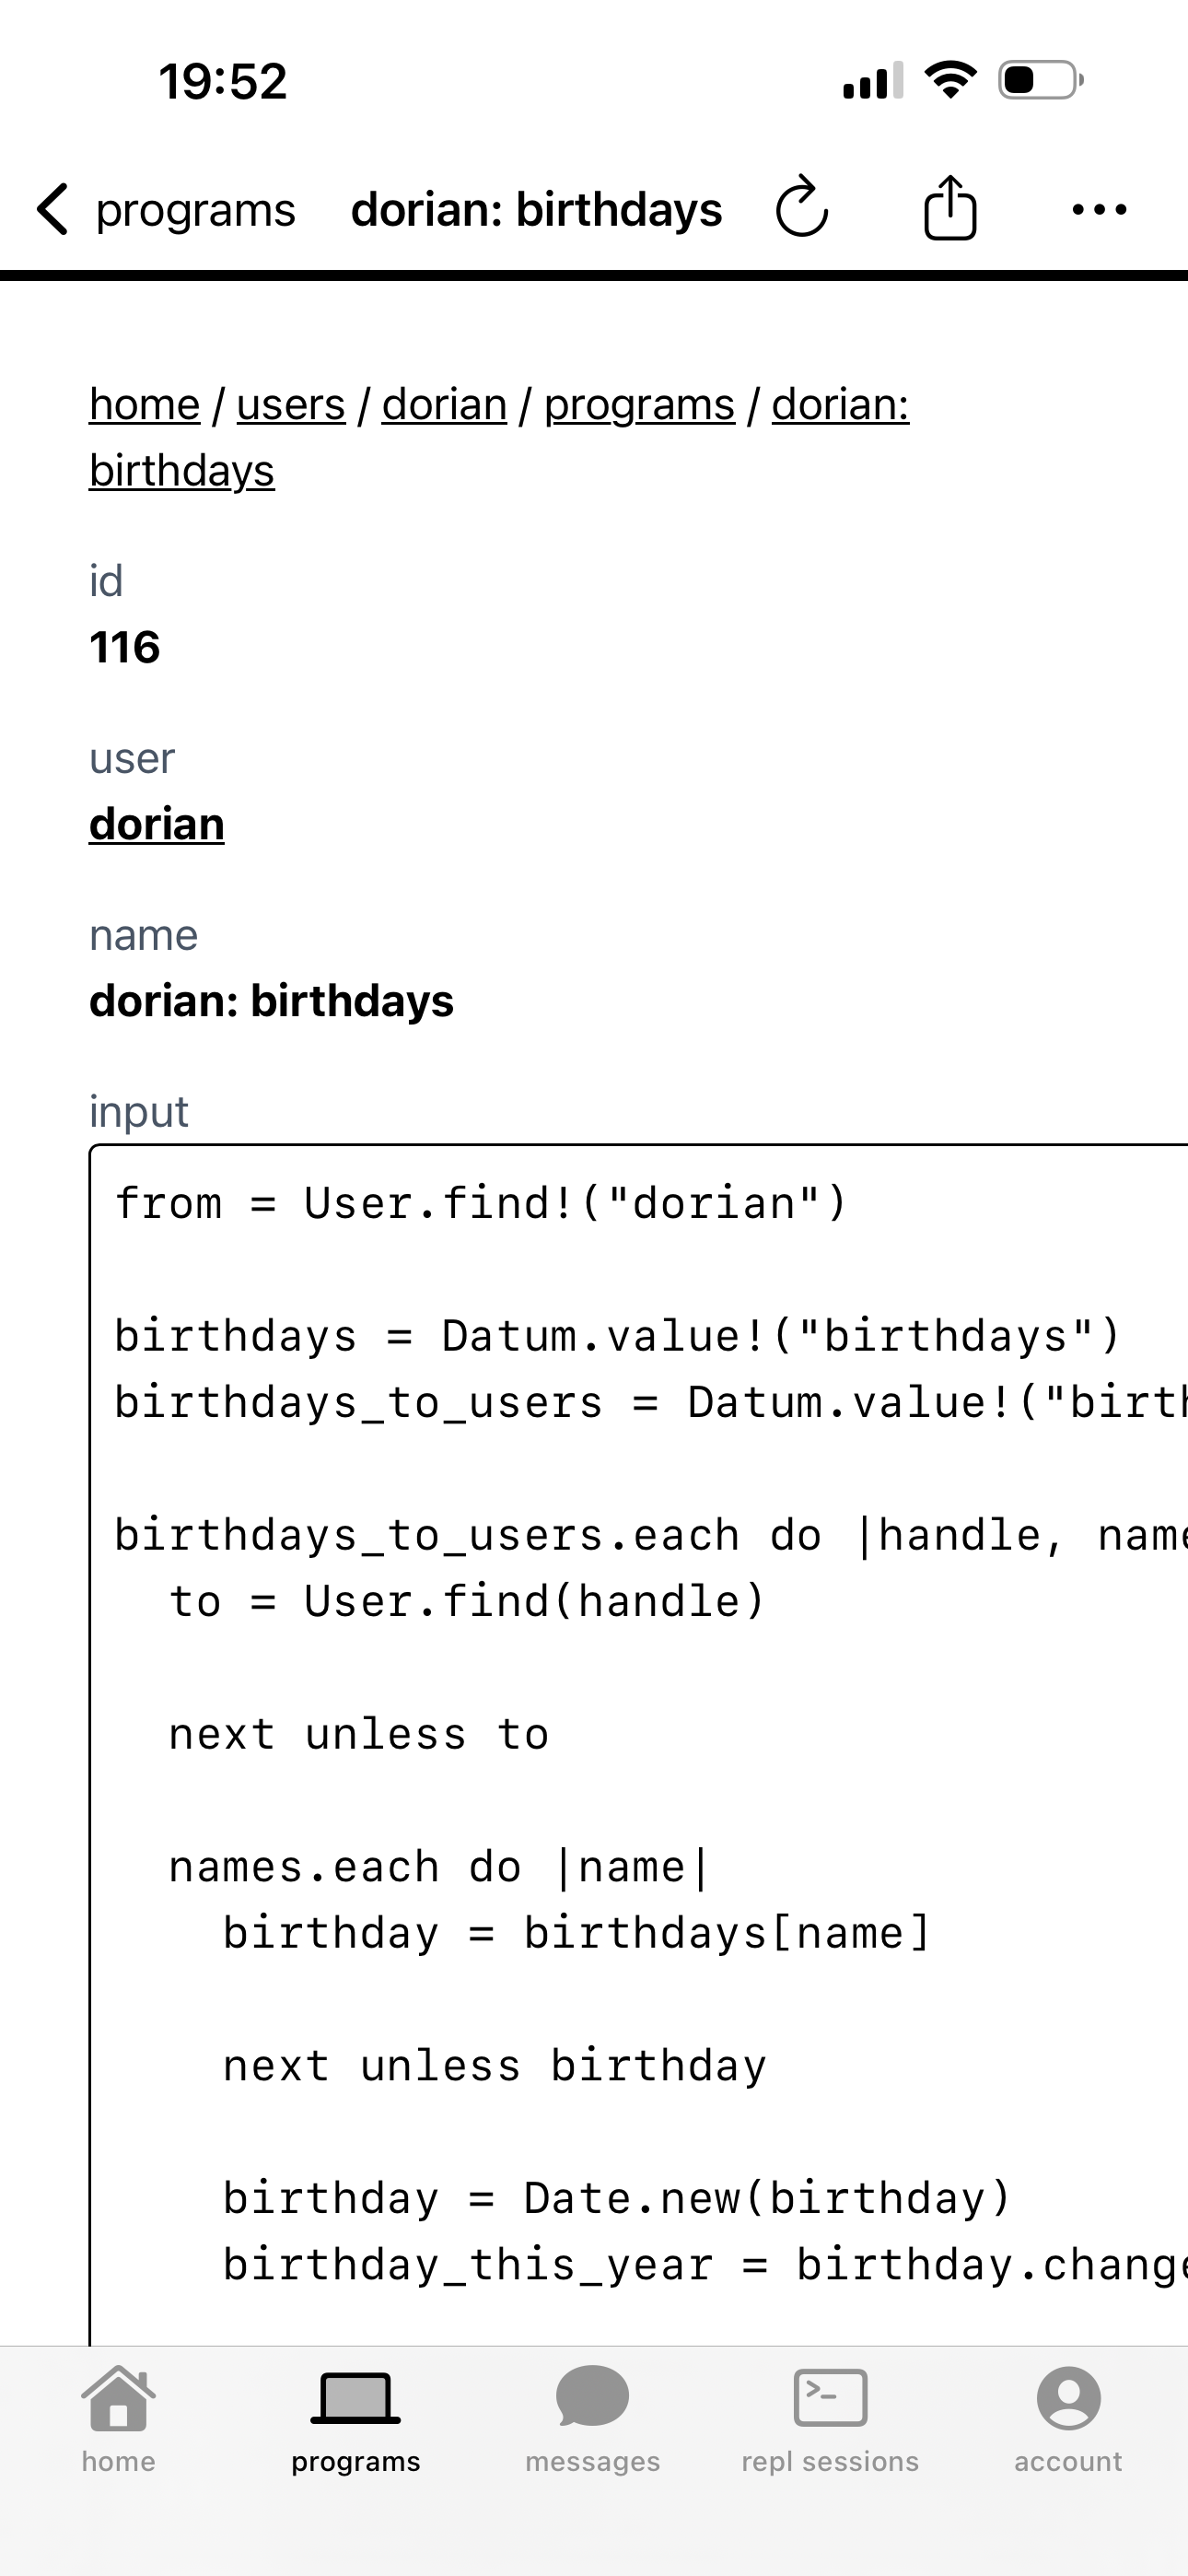 19:52
programs dorian: birthdays
home / users / dorian / programs / dorian:
birthdays
id
116
user
dorian
name
dorian: birthdays
input
from = User.find!("dorian")
birthdays = Datum.value!("birthdays")
birthdays_to_users = Datum.value!("birth
birthdays_to_users.each do |handle, name
  to = User.find(handle)
  next unless to
  names.each do |name|
    birthday = birthdays[name]
    next unless birthday
    birthday = Date.new(birthday)
    birthday_this_year = birthday.change
>_
home programs messages repl sessions account